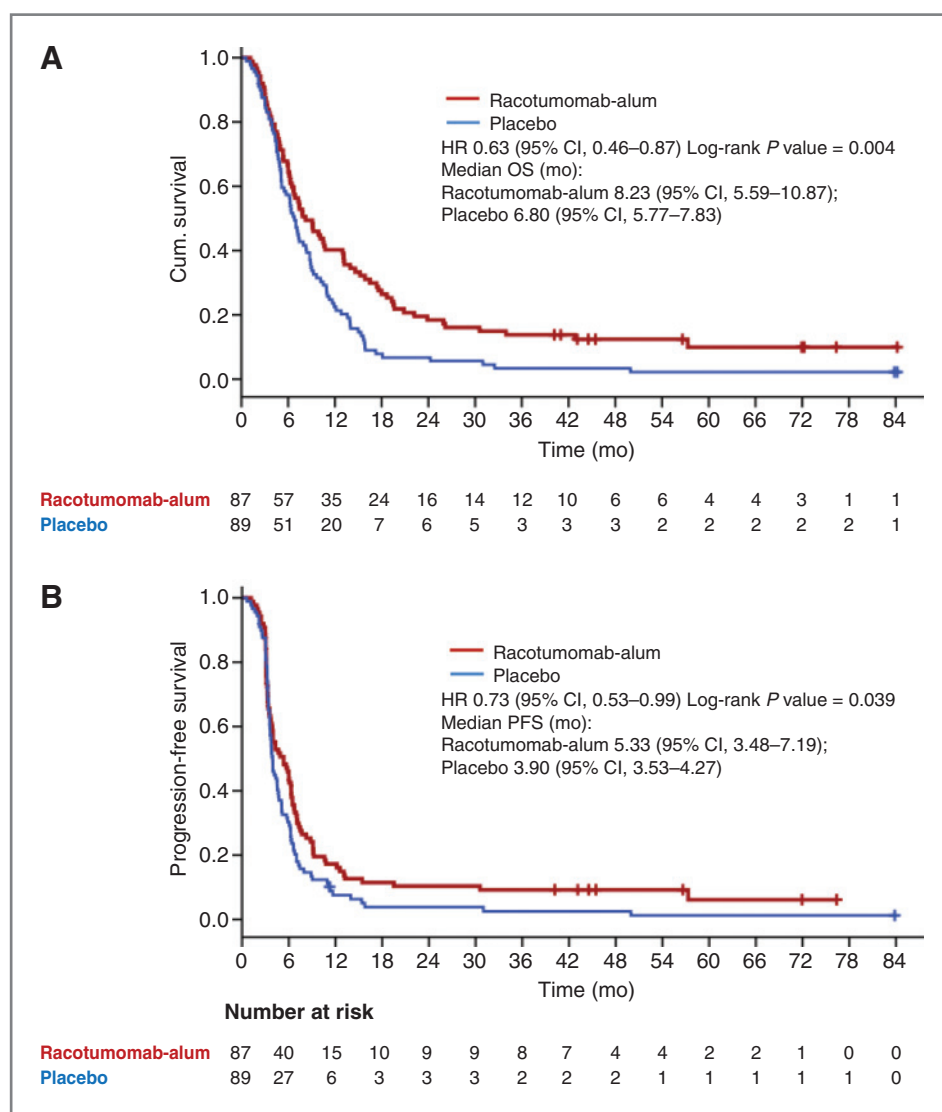 A
Cum. survival
1.0
0.8
0.6
0.4
0.2
0.0
Racotumomab-alum
Placebo
HR 0.63 (95% CI, 0.46–0.87) Log-rank P value = 0.004
Median OS (mo):
Racotumomab-alum 8.23 (95% CI, 5.59–10.87);
Placebo 6.80 (95% CI, 5.77–7.83)
0 6 12 18 24 30 36 42 48 54 60 66 72 78 84
Time (mo)
Racotumomab-alum 87 57 35 24 16 14 12 10 6 6 4 4 3 1 1
Placebo 89 51 20 7 6 5 3 3 3 2 2 2 2 2 1
B
Progression-free survival
1.0
0.8
0.6
0.4
0.2
0.0
Racotumomab-alum
Placebo
HR 0.73 (95% CI, 0.53–0.99) Log-rank P value = 0.039
Median PFS (mo):
Racotumomab-alum 5.33 (95% CI, 3.48–7.19);
Placebo 3.90 (95% CI, 3.53–4.27)
0 6 12 18 24 30 36 42 48 54 60 66 72 78 84
Time (mo)
Number at risk
Racotumomab-alum 87 40 15 10 9 9 8 7 4 4 2 2 1 0 0
Placebo 89 27 6 3 3 3 2 2 2 1 1 1 1 1 0